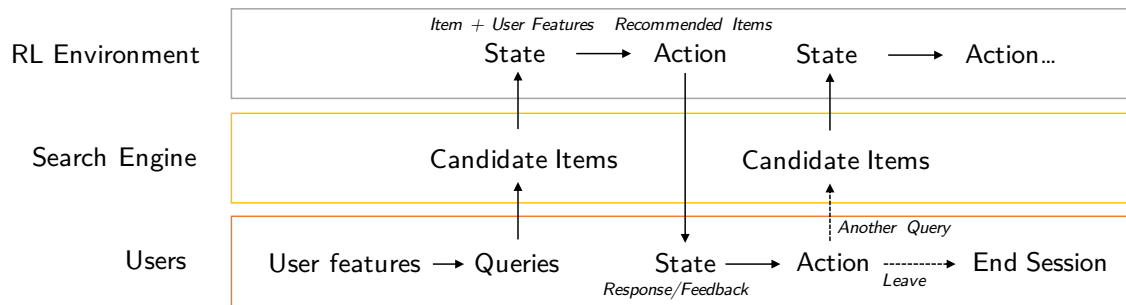 Item + User Features Recommended Items
RL Environment State Action State Action...
Search Engine Candidate Items Candidate Items
Another Query
Users User features Queries State Action End Session
Response/Feedback Leave